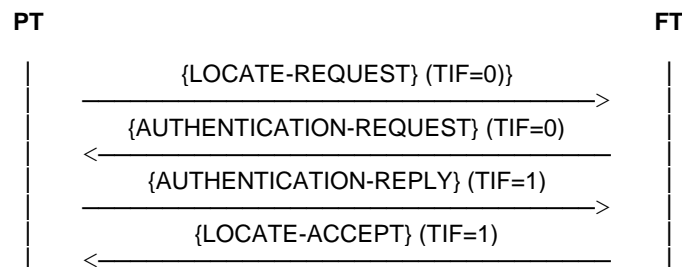 PT FT
{LOCATE-REQUEST} (TIF=0)}
{AUTHENTICATION-REQUEST} (TIF=0)
{AUTHENTICATION-REPLY} (TIF=1)
{LOCATE-ACCEPT} (TIF=1)